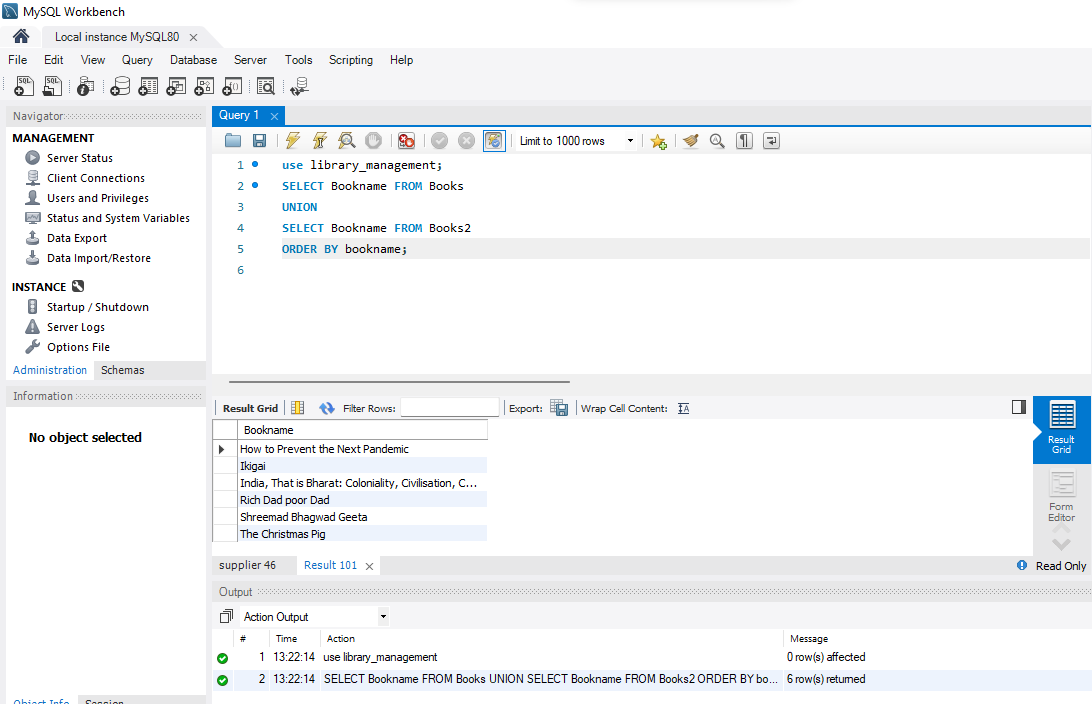 MySQL Workbench
Local instance MySQL80
File Edit View Query Database Server Tools Scripting Help
Navigator
MANAGEMENT
Server Status
Client Connections
Users and Privileges
Status and System Variables
Data Export
Data Import/Restore
INSTANCE
Startup / Shutdown
Server Logs
Options File
Administration Schemas
Information
No object selected
Object Info Session
Query 1
Limit to 1000 rows
1 use library_management;
2 SELECT Bookname FROM Books
3 UNION
4 SELECT Bookname FROM Books2
5 ORDER BY bookname;
6
Result Grid Filter Rows: Export: Wrap Cell Content:
Bookname
How to Prevent the Next Pandemic
Ikigai
India, That is Bharat: Coloniality, Civilisation, C...
Rich Dad poor Dad
Shreemad Bhagwad Geeta
The Christmas Pig
Result
Grid
Form
Editor
supplier 46 Result 101 Read Only
Output
Action Output
# Time Action Message
1 13:22:14 use library_management 0 row(s) affected
2 13:22:14 SELECT Bookname FROM Books UNION SELECT Bookname FROM Books2 ORDER BY bo... 6 row(s) returned